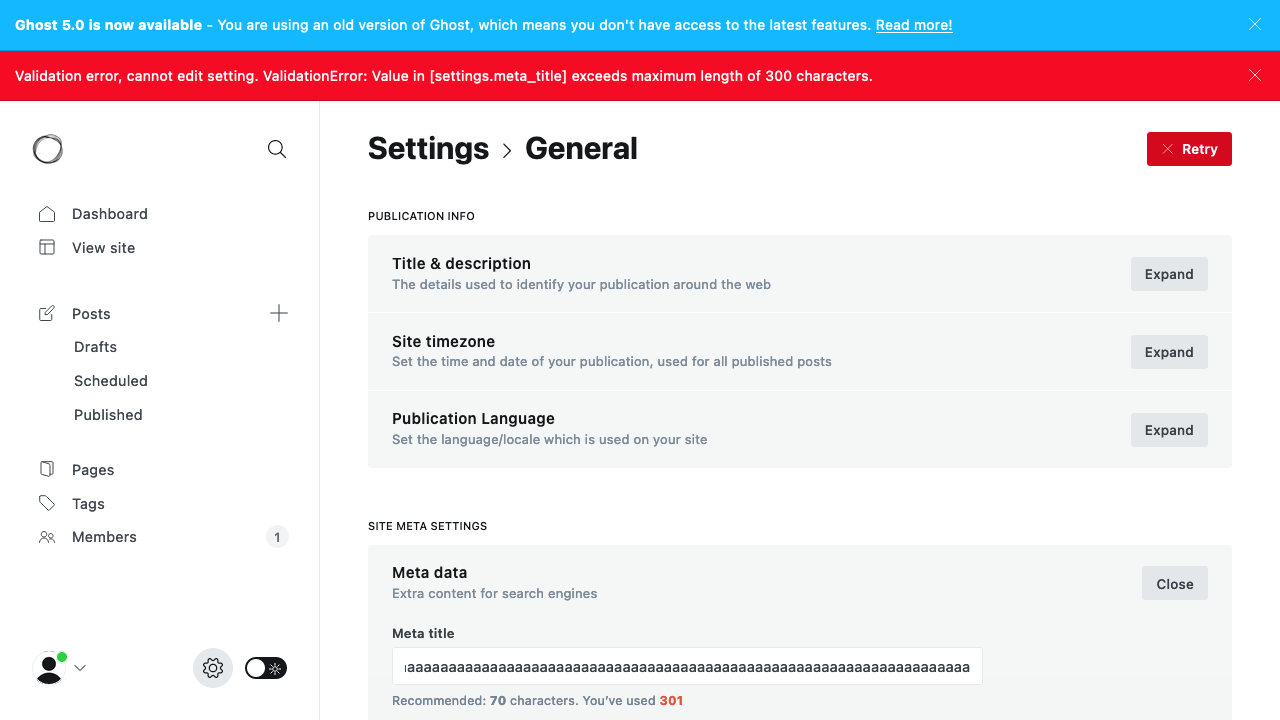 Ghost 5.0 is now available - You are using an old version of Ghost, which means you don't have access to the latest features. Read more!
Validation error, cannot edit setting. ValidationError: Value in [settings.meta_title] exceeds maximum length of 300 characters.
Settings > General
Retry
Dashboard
View site
Posts
Drafts
Scheduled
Published
Pages
Tags
Members 1
PUBLICATION INFO
Title & description
The details used to identify your publication around the web
Expand
Site timezone
Set the time and date of your publication, used for all published posts
Expand
Publication Language
Set the language/locale which is used on your site
Expand
SITE META SETTINGS
Meta data
Extra content for search engines
Close
Meta title
aaaaaaaaaaaaaaaaaaaaaaaaaaaaaaaaaaaaaaaaaaaaaaaaaaaaaaaaaaaaaaaaaaaa
Recommended: 70 characters. You’ve used 301